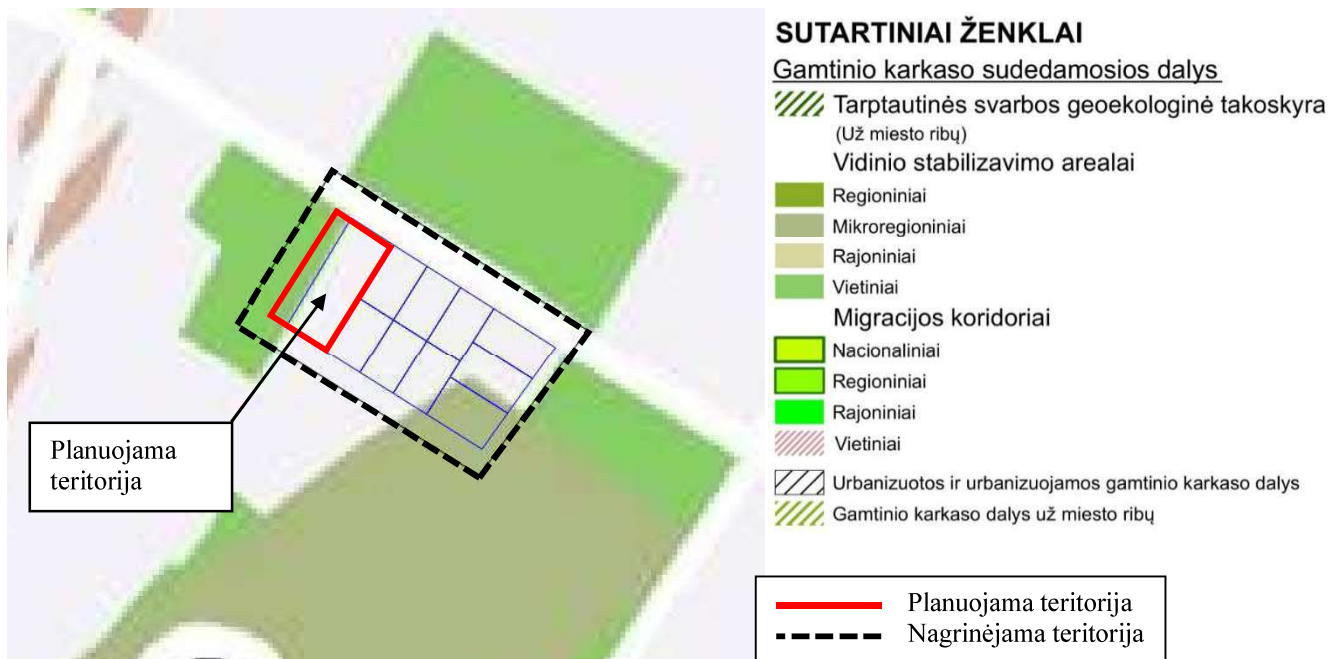 SUTARTINIAI ŽENKLAI
Gamtinio karkaso sudedamosios dalys
Tarptautinės svarbos geoekologinė takoskyra
(Už miesto ribų)
Vidinio stabilizavimo arealai
Regioniniai
Mikroregioniniai
Rajoniniai
Vietiniai
Migracijos koridoriai
Nacionaliniai
Regioniniai
Rajoniniai
Vietiniai
Urbanizuotos ir urbanizuojamos gamtinio karkaso dalys
Gamtinio karkaso dalys už miesto ribų
Planuojama
teritorija
Planuojama teritorija
Nagrinėjama teritorija